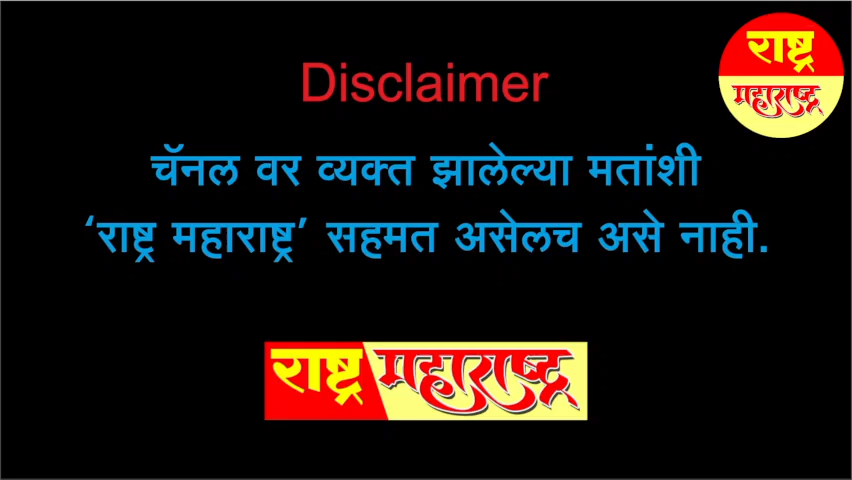 राष्ट्र
महाराष्ट्र
Disclaimer
चॅनल वर व्यक्त झालेल्या मतांशी
‘राष्ट्र महाराष्ट्र’ सहमत असेलच असे नाही.
राष्ट्र महाराष्ट्र